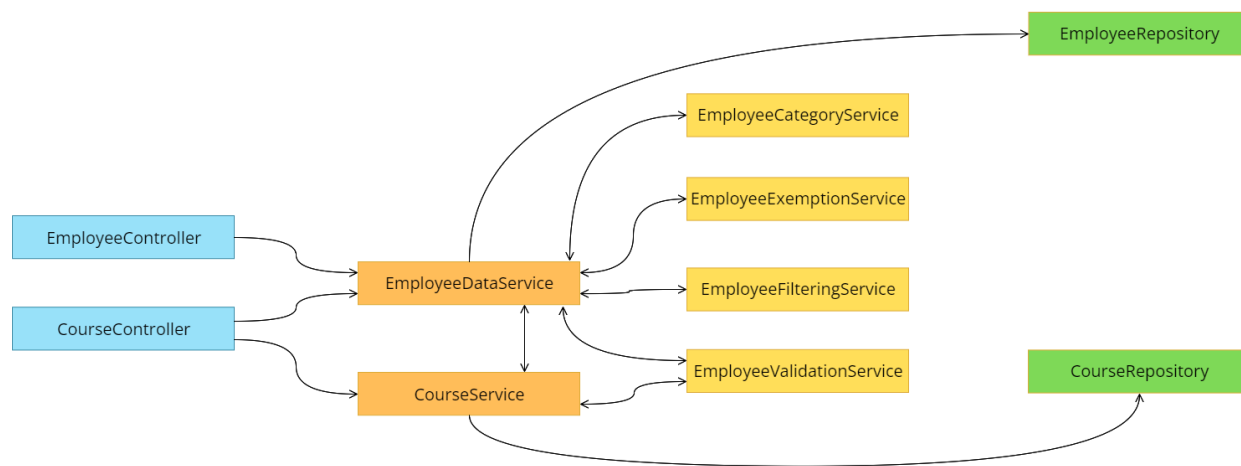 EmployeeRepository
EmployeeCategoryService
EmployeeExemptionService
EmployeeController
EmployeeDataService
EmployeeFilteringService
CourseController
EmployeeValidationService
CourseRepository
CourseService